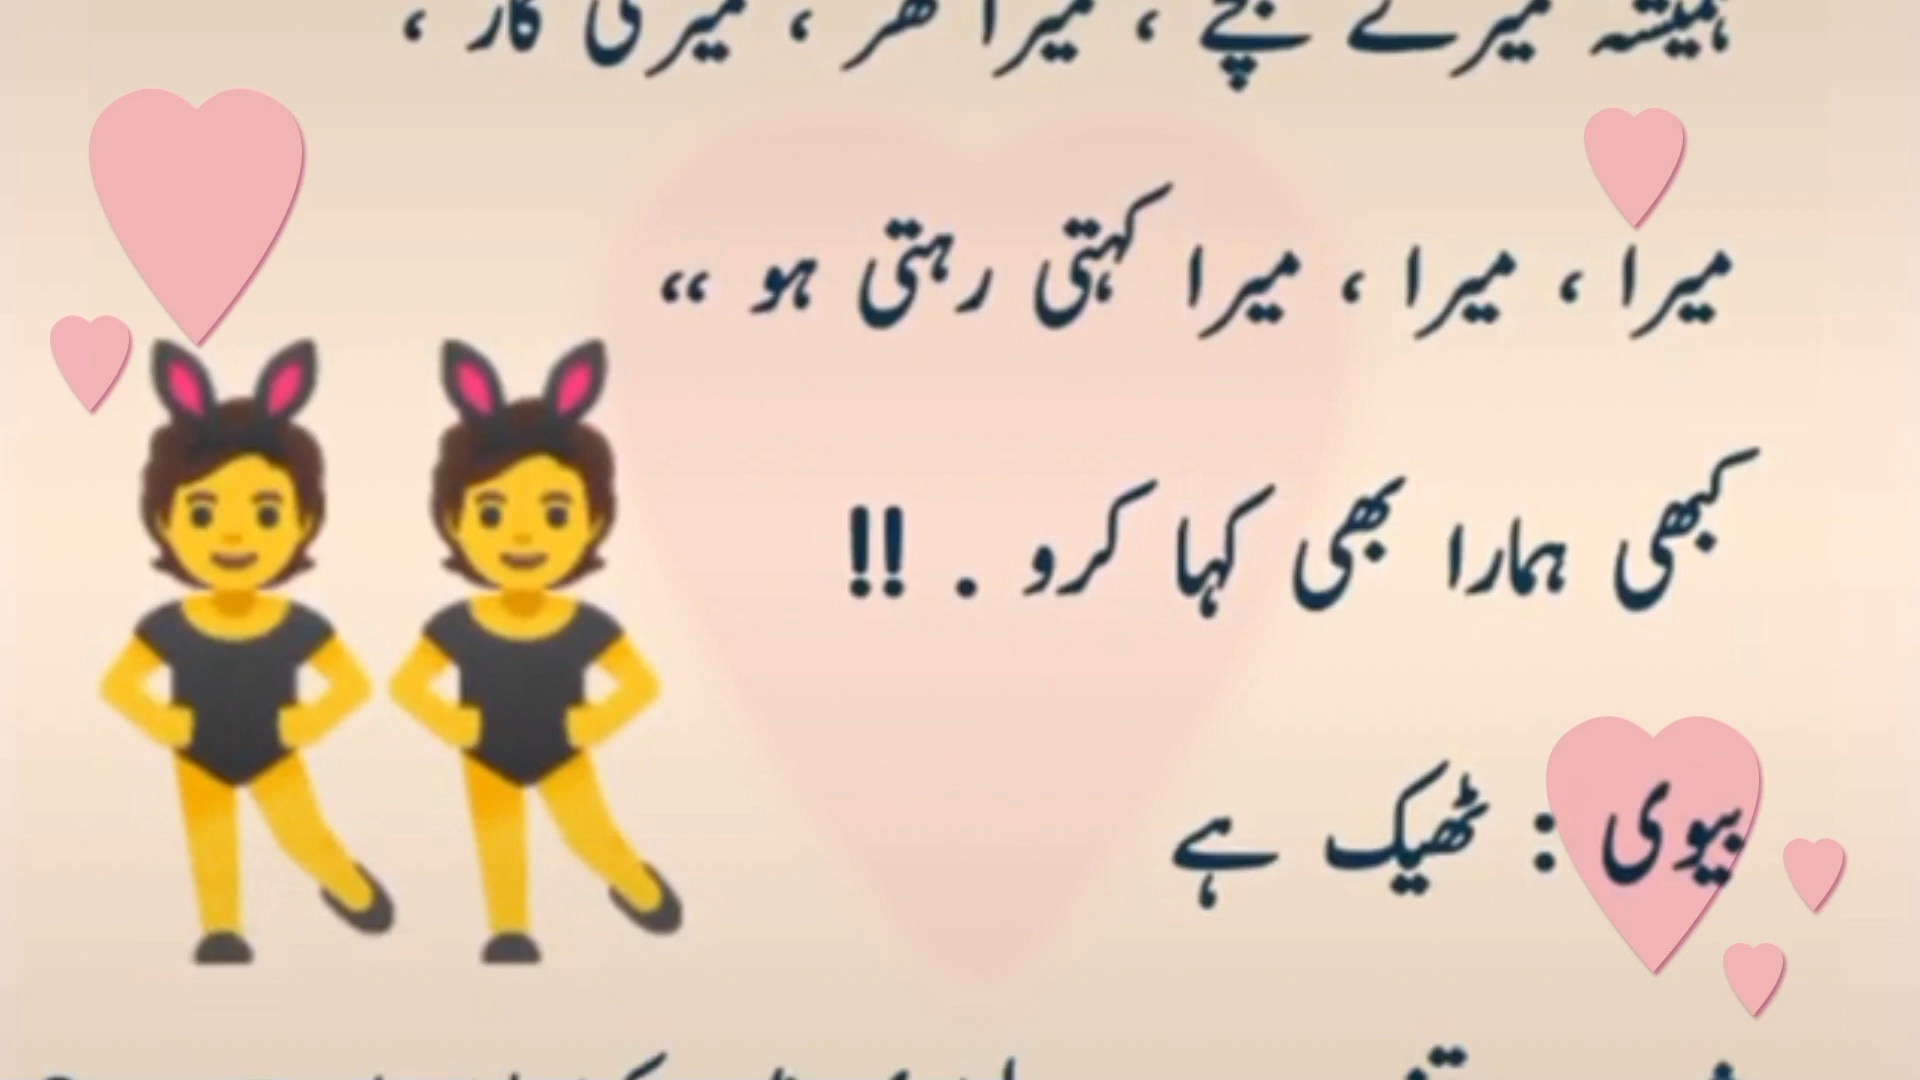 ہمیشہ میرے بچے ، میرا گھر ، میری کار ،
میرا ، میرا ، میرا کہتی رہتی ہو ،،
کبھی ہمارا بھی کہا کرو . !!
بیوی : ٹھیک ہے